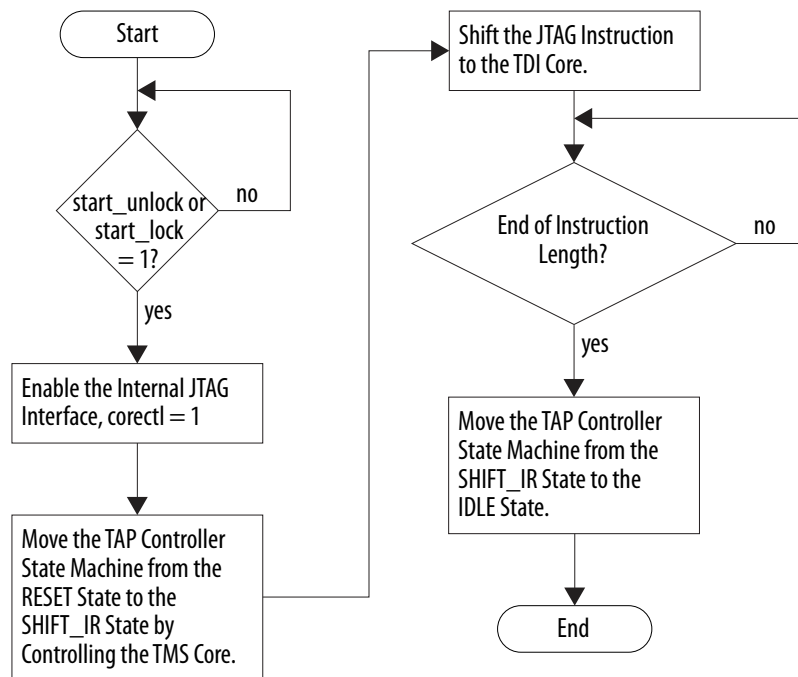 Start
start_unlock or
start_lock
= 1?
no
yes
Enable the Internal JTAG
Interface, corectl = 1
Move the TAP Controller
State Machine from the
RESET State to the
SHIFT_IR State by
Controlling the TMS Core.
Shift the JTAG Instruction
to the TDI Core.
End of Instruction
Length?
no
yes
Move the TAP Controller
State Machine from the
SHIFT_IR State to the
IDLE State.
End